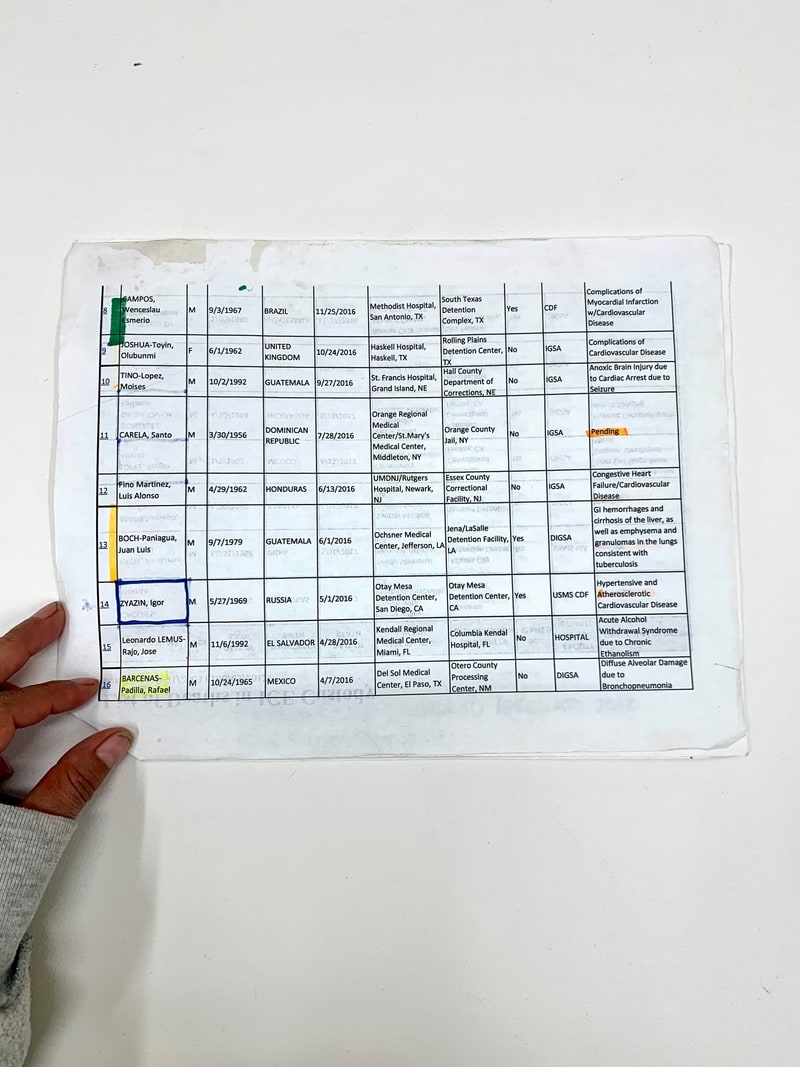 8 CAMPOS, Wenceslau Esmerio M 9/3/1967 BRAZIL 11/25/2016 Methodist Hospital, San Antonio, TX South Texas Detention Complex, TX Yes CDF Complications of Myocardial Infarction w/Cardiovascular Disease
9 JOSHUA-Toyin, Olubunmi F 6/1/1962 UNITED KINGDOM 10/24/2016 Haskell Hospital, Haskell, TX Rolling Plains Detention Center, TX No IGSA Complications of Cardiovascular Disease
10 TINO-Lopez, Moises M 10/2/1992 GUATEMALA 9/27/2016 St. Francis Hospital, Grand Island, NE Hall County Department of Corrections, NE No IGSA Anoxic Brain Injury due to Cardiac Arrest due to Seizure
11 CARELA, Santo M 3/30/1956 DOMINICAN REPUBLIC 7/28/2016 Orange Regional Medical Center/St.Mary's Medical Center, Middleton, NY Orange County Jail, NY No IGSA Pending
12 Fino Martinez, Luis Alonso M 4/29/1962 HONDURAS 6/13/2016 UMDNJ/Rutgers Hospital, Newark, NJ Essex County Correctional Facility, NJ No IGSA Congestive Heart Failure/Cardiovascular Disease
13 BOCH-Paniagua, Juan Luis M 9/7/1979 GUATEMALA 6/1/2016 Ochsner Medical Center, Jefferson, LA Jena/LaSalle Detention Facility, LA Yes DIGSA GI hemorrhages and cirrhosis of the liver, as well as emphysema and granulomas in the lungs consistent with tuberculosis
14 ZYAZIN, Igor M 5/27/1969 RUSSIA 5/1/2016 Otay Mesa Detention Center, San Diego, CA Otay Mesa Detention Center, CA Yes USMS CDF Hypertensive and Atherosclerotic Cardiovascular Disease
15 Leonardo LEMUS-Rajo, Jose M 11/6/1992 EL SALVADOR 4/28/2016 Kendall Regional Medical Center, Miami, FL Columbia Kendal Hospital, FL No HOSPITAL Acute Alcohol Withdrawal Syndrome due to Chronic Ethanolism
16 BARCENAS-Padilla, Rafael M 10/24/1965 MEXICO 4/7/2016 Del Sol Medical Center, El Paso, TX Otero County Processing Center, NM No DIGSA Diffuse Alveolar Damage due to Bronchopneumonia